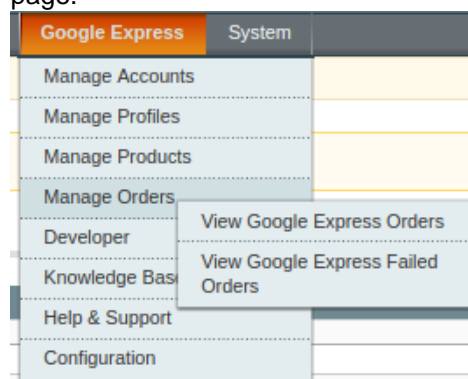 page.
Google Express System
Manage Accounts
Manage Profiles
Manage Products
Manage Orders
View Google Express Orders
Developer
View Google Express Failed
Orders
Knowledge Bas
Help & Support
Configuration